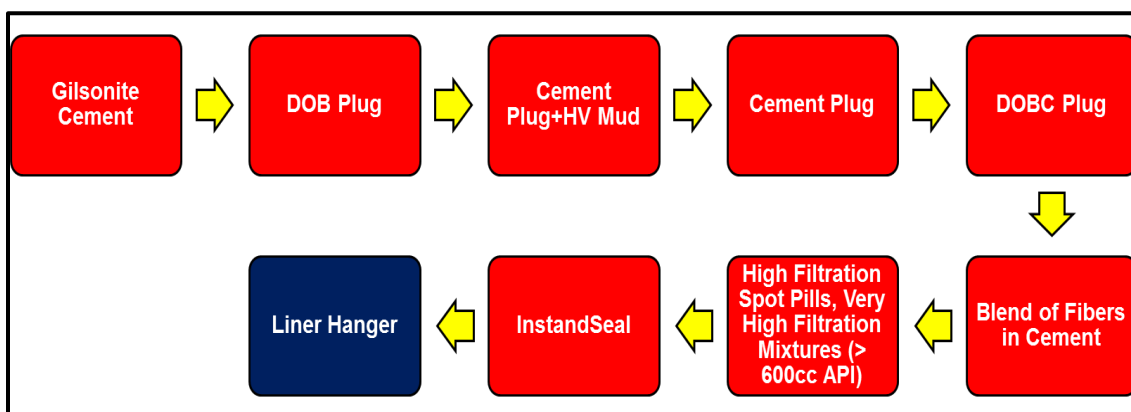 Gilsonite
Cement
DOB Plug
Cement
Plug+HV Mud
Cement Plug
DOBC Plug
Blend of Fibers
in Cement
High Filtration
Spot Pills, Very
High Filtration
Mixtures (>
600cc API)
InstandSeal
Liner Hanger